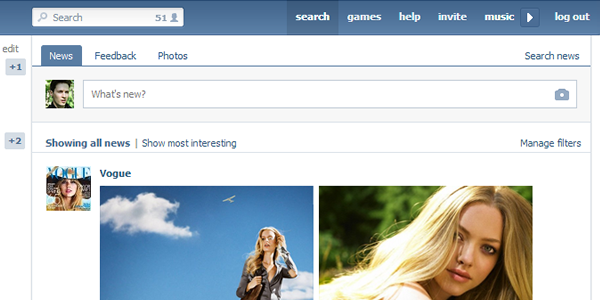 Search 51 search games help invite music log out
edit
+1
News Feedback Photos Search news
What's new?
+2
Showing all news | Show most interesting Manage filters
VOGUE
Vogue